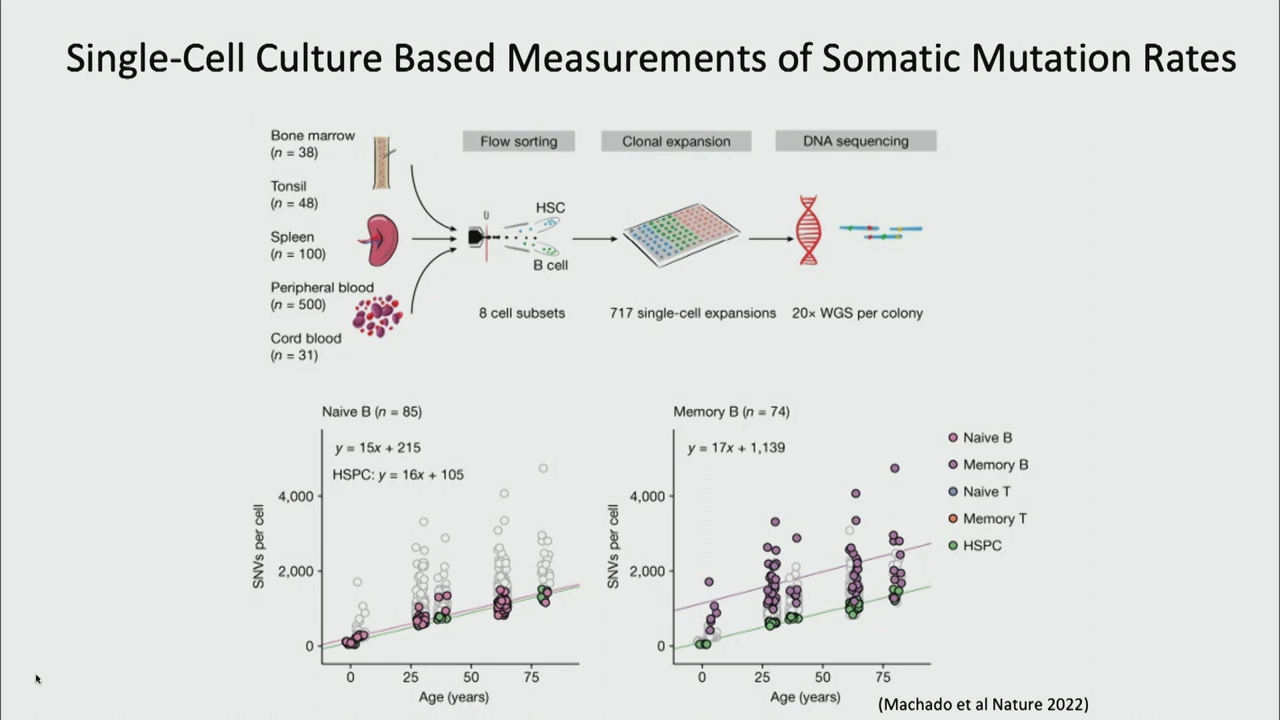 Single-Cell Culture Based Measurements of Somatic Mutation Rates
Bone marrow
(n = 38)
Tonsil
(n = 48)
Spleen
(n = 100)
Peripheral blood
(n = 500)
Cord blood
(n = 31)
Flow sorting
Clonal expansion
DNA sequencing
HSC
B cell
8 cell subsets
717 single-cell expansions
20× WGS per colony
Naive B (n = 85)
y = 15x + 215
HSPC: y = 16x + 105
SNVs per cell
4,000
2,000
0
0
25
50
75
Age (years)
Memory B (n = 74)
y = 17x + 1,139
SNVs per cell
4,000
2,000
0
0
25
50
75
Age (years)
Naive B
Memory B
Naive T
Memory T
HSPC
(Machado et al Nature 2022)